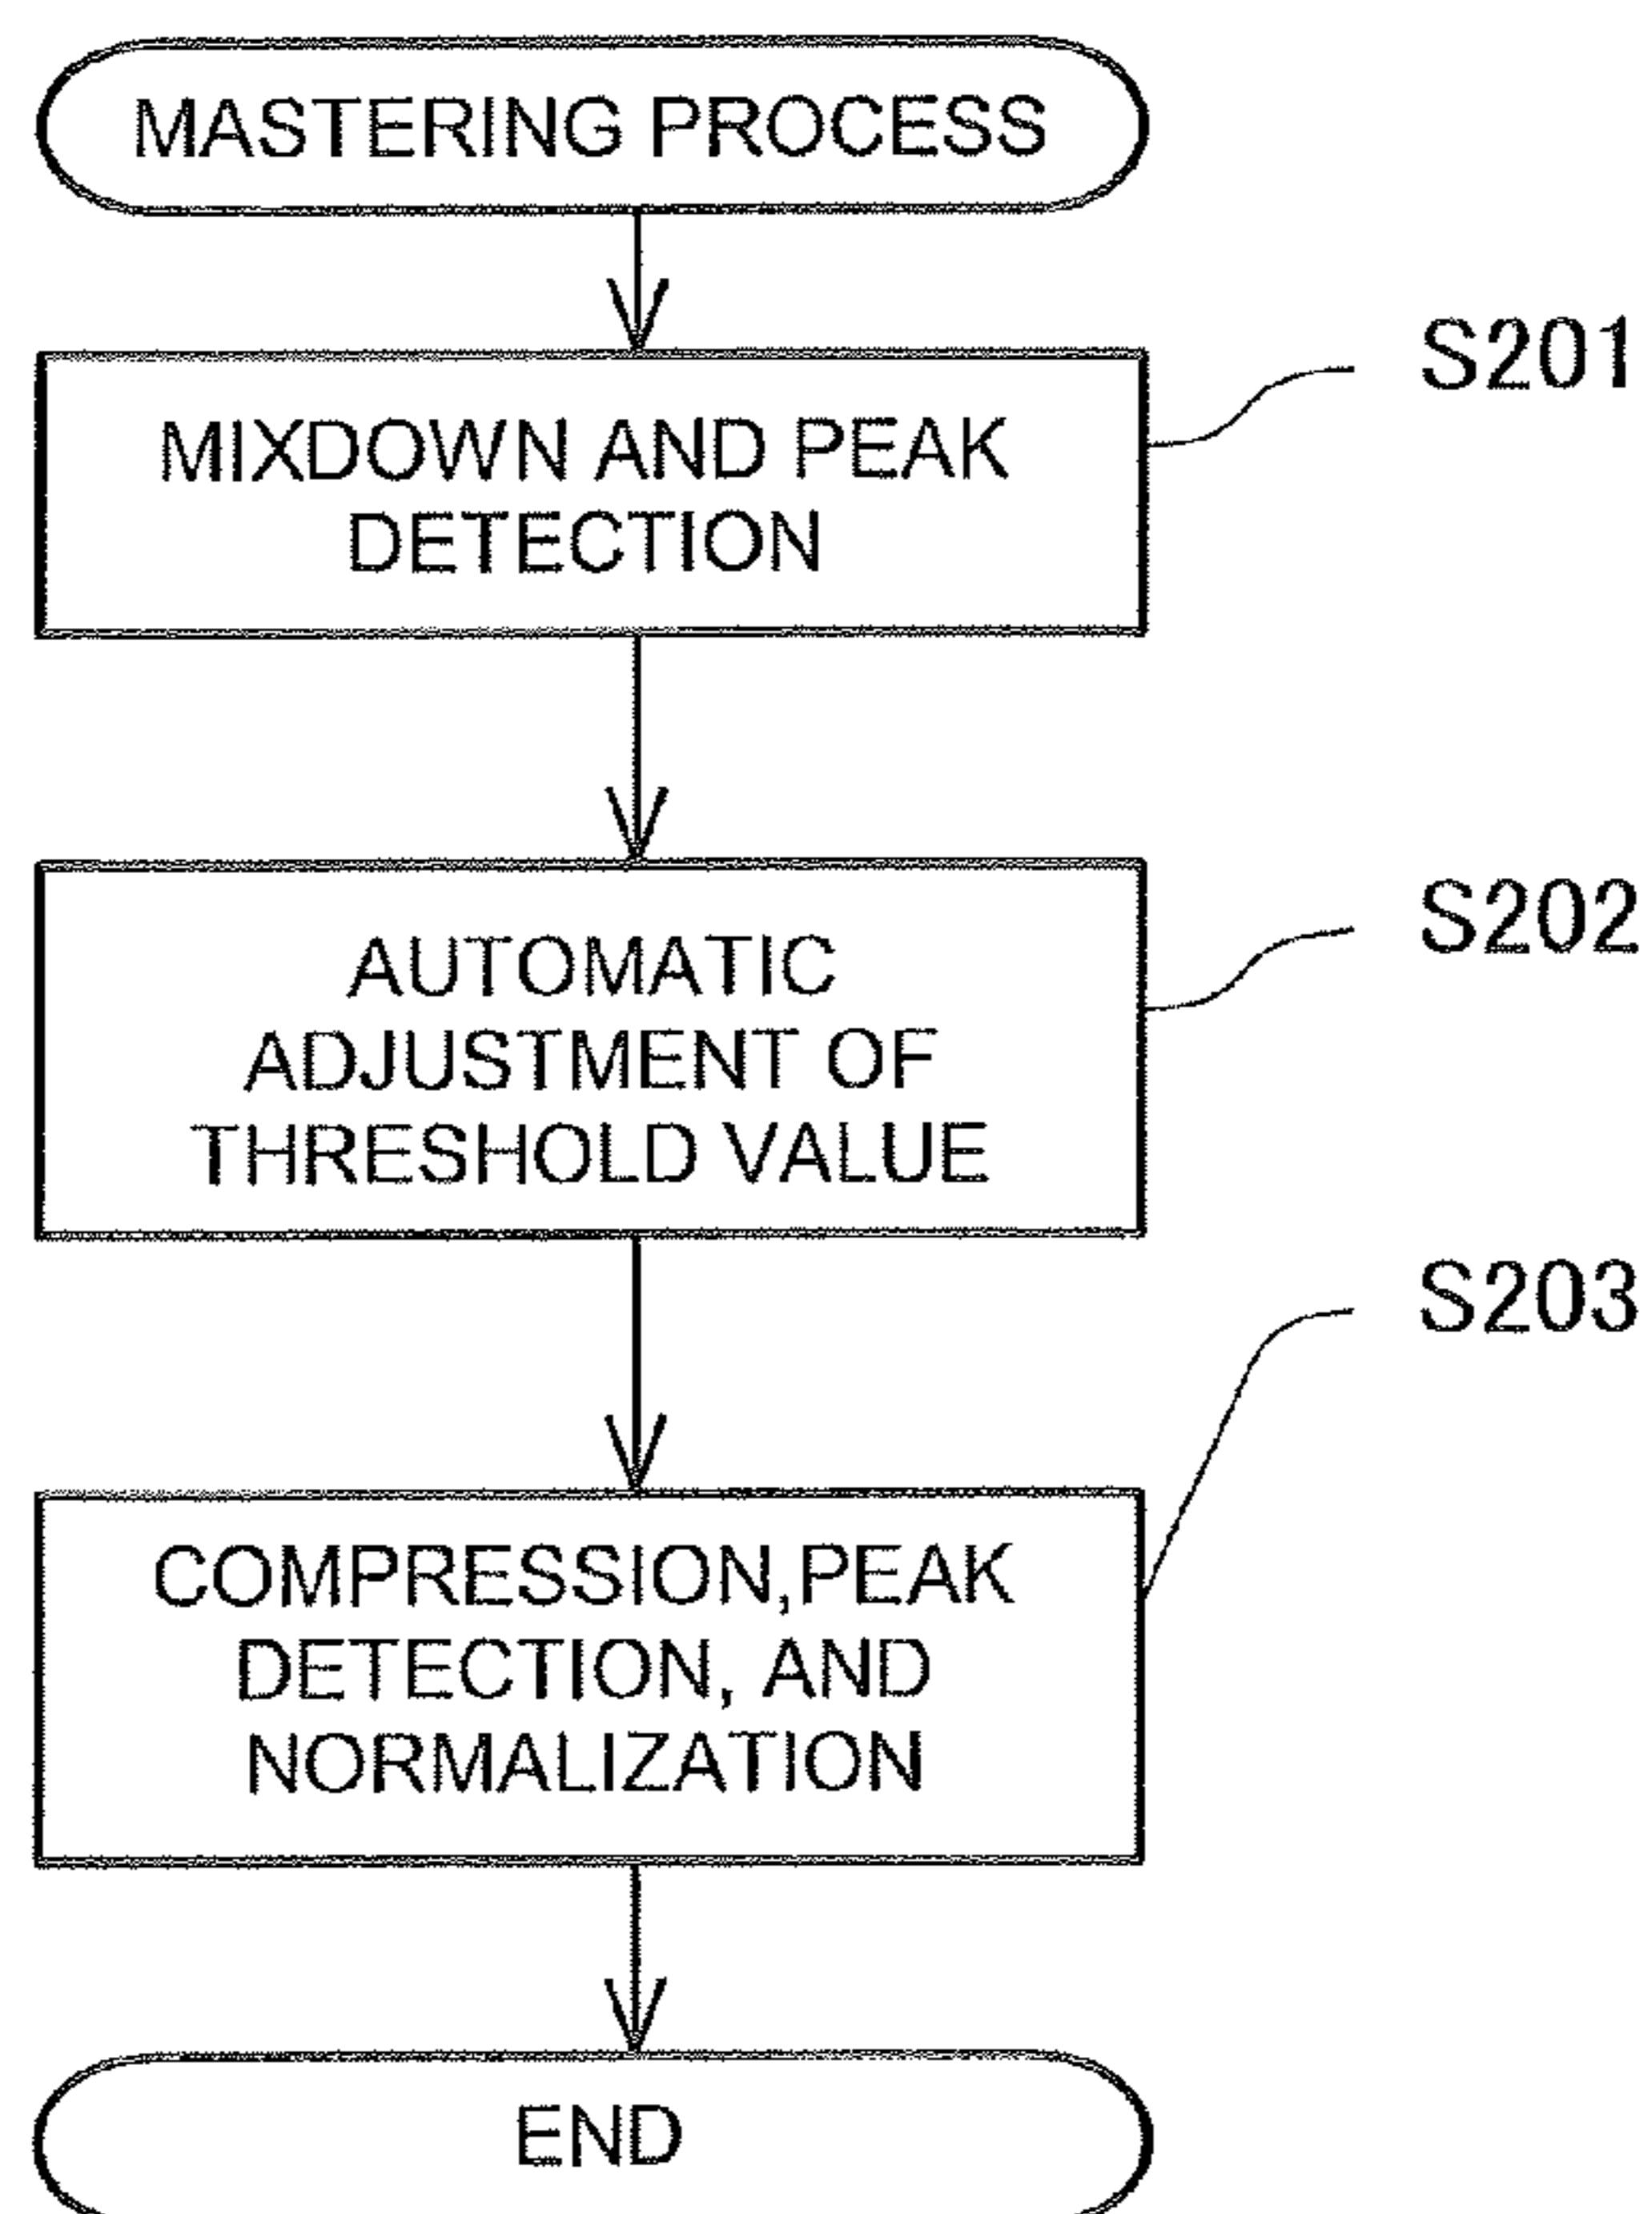 MASTERING PROCESS
S201
MIXDOWN AND PEAK
DETECTION
S202
AUTOMATIC
ADJUSTMENT OF
THRESHOLD VALUE
S203
COMPRESSION,PEAK
DETECTION, AND
NORMALIZATION
END